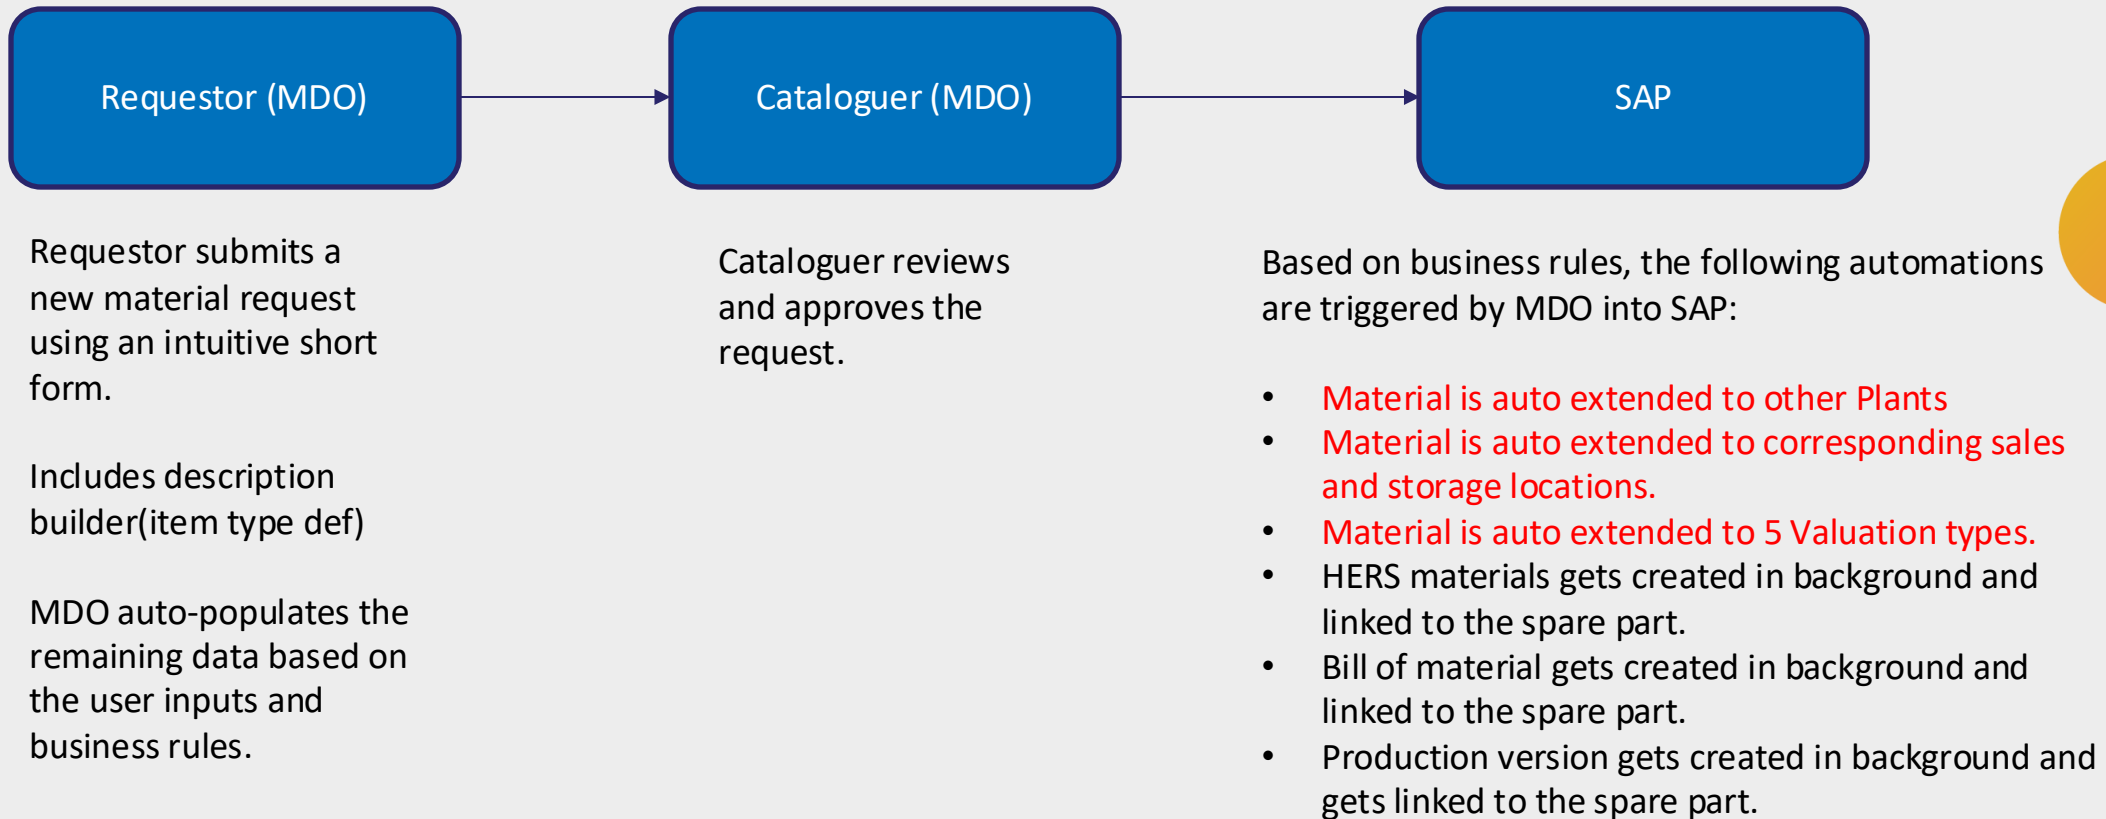 Requestor (MDO)
Cataloguer (MDO)
SAP
Requestor submits a
new material request
using an intuitive short
form.
Includes description
builder(item type def)
MDO auto-populates the
remaining data based on
the user inputs and
business rules.
Cataloguer reviews
and approves the
request.
Based on business rules, the following automations
are triggered by MDO into SAP:
• Material is auto extended to other Plants
• Material is auto extended to corresponding sales
and storage locations.
• Material is auto extended to 5 Valuation types.
• HERS materials gets created in background and
linked to the spare part.
• Bill of material gets created in background and
linked to the spare part.
• Production version gets created in background and
gets linked to the spare part.